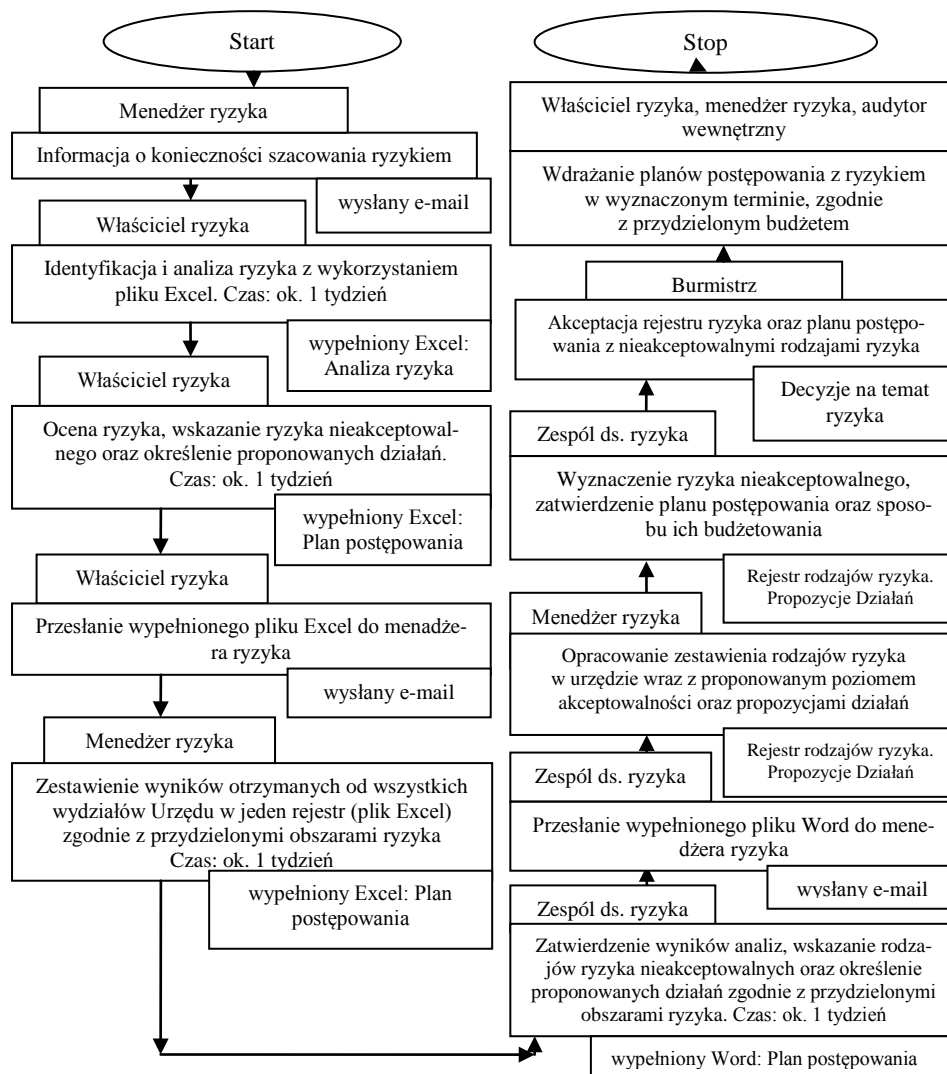 Start
Menedżer ryzyka
Informacja o konieczności szacowania ryzykiem
wysłany e-mail
Właściciel ryzyka
Identyfikacja i analiza ryzyka z wykorzystaniem
pliku Excel. Czas: ok. 1 tydzień
wypełniony Excel:
Analiza ryzyka
Właściciel ryzyka
Ocena ryzyka, wskazanie ryzyka nieakceptowal-
nego oraz określenie proponowanych działań.
Czas: ok. 1 tydzień
wypełniony Excel:
Plan postępowania
Właściciel ryzyka
Przesłanie wypełnionego pliku Excel do menadże-
ra ryzyka
wysłany e-mail
Menedżer ryzyka
Zestawienie wyników otrzymanych od wszystkich
wydziałów Urzędu w jeden rejestr (plik Excel)
zgodnie z przydzielonymi obszarami ryzyka
Czas: ok. 1 tydzień
wypełniony Excel: Plan
postępowania
Stop
Właściciel ryzyka, menedżer ryzyka, audytor
wewnętrzny
Wdrażanie planów postępowania z ryzykiem
w wyznaczonym terminie, zgodnie
z przydzielonym budżetem
Burmistrz
Akceptacja rejestru ryzyka oraz planu postępo-
wania z nieakceptowalnymi rodzajami ryzyka
Decyzje na temat
ryzyka
Zespól ds. ryzyka
Wyznaczenie ryzyka nieakceptowalnego,
zatwierdzenie planu postępowania oraz sposo-
bu ich budżetowania
Rejestr rodzajów ryzyka.
Propozycje Działań
Menedżer ryzyka
Opracowanie zestawienia rodzajów ryzyka
w urzędzie wraz z proponowanym poziomem
akceptowalności oraz propozycjami działań
Rejestr rodzajów ryzyka.
Propozycje Działań
Zespól ds. ryzyka
Przesłanie wypełnionego pliku Word do mene-
dżera ryzyka
wysłany e-mail
Zespól ds. ryzyka
Zatwierdzenie wyników analiz, wskazanie rodza-
jów ryzyka nieakceptowalnych oraz określenie
proponowanych działań zgodnie z przydzielonymi
obszarami ryzyka. Czas: ok. 1 tydzień
wypełniony Word: Plan postępowania